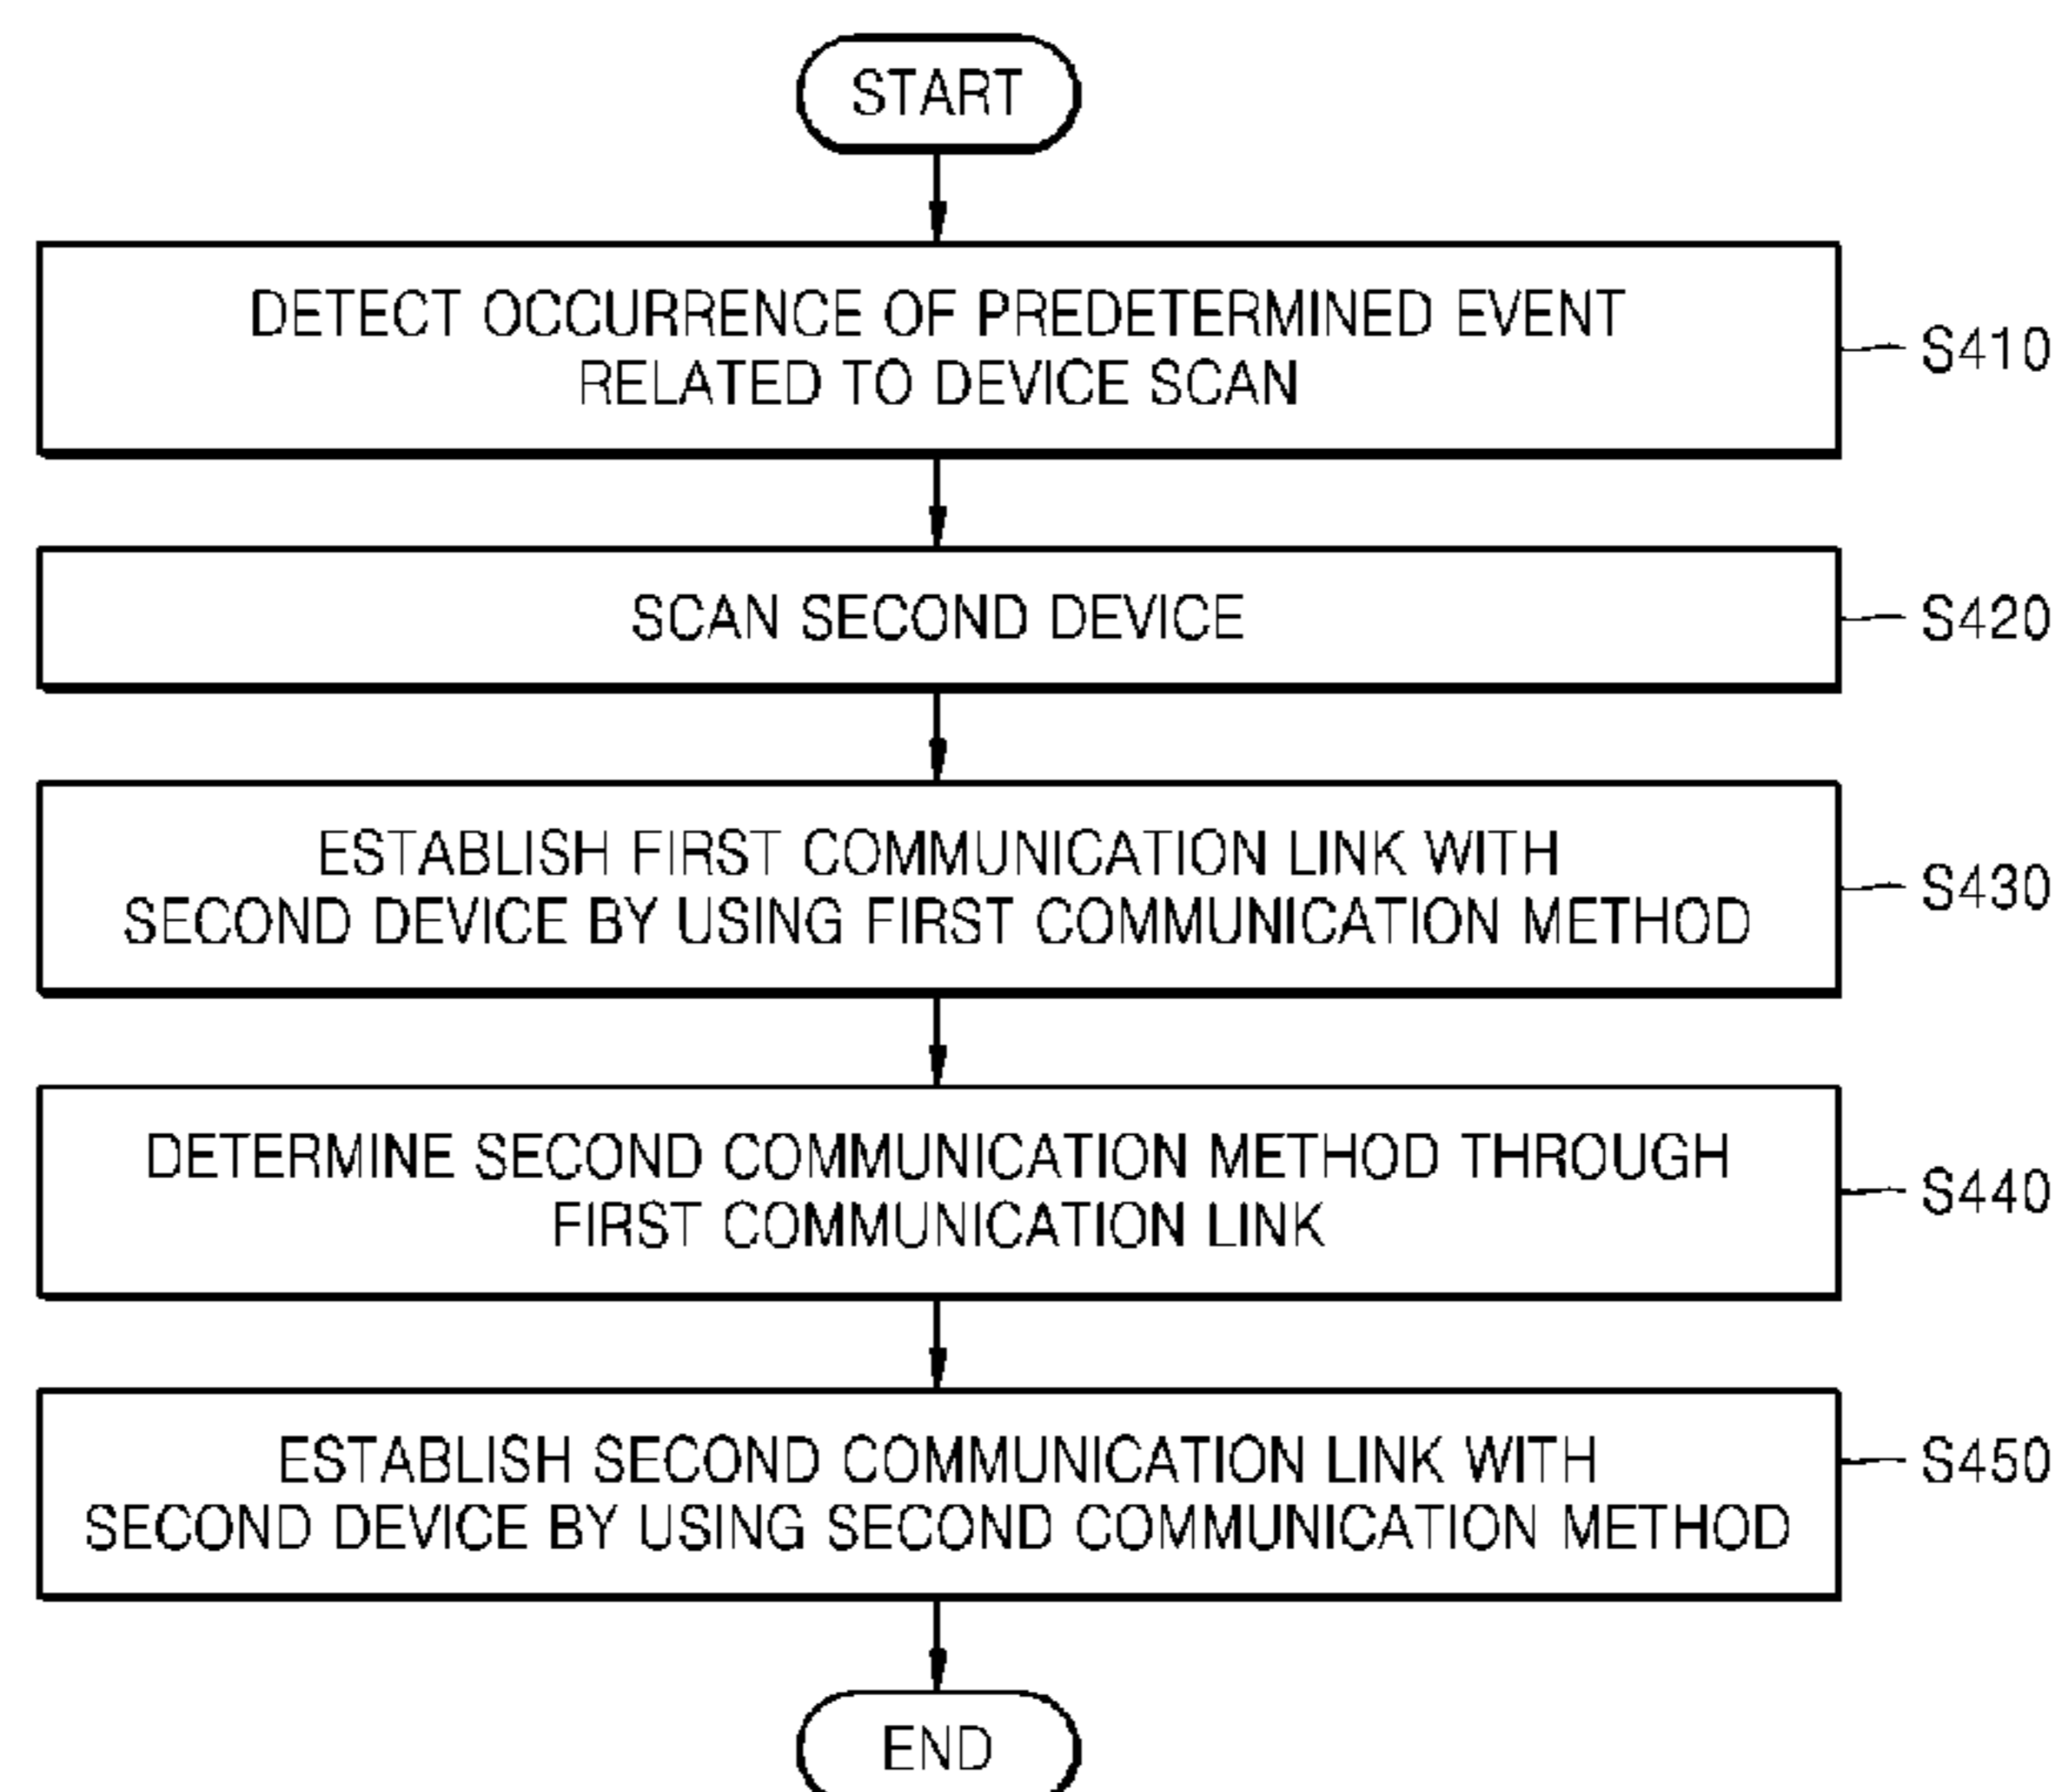 START
DETECT OCCURRENCE OF PREDETERMINED EVENT
RELATED TO DEVICE SCAN
S410
SCAN SECOND DEVICE
S420
ESTABLISH FIRST COMMUNICATION LINK WITH
SECOND DEVICE BY USING FIRST COMMUNICATION METHOD
S430
DETERMINE SECOND COMMUNICATION METHOD THROUGH
FIRST COMMUNICATION LINK
S440
ESTABLISH SECOND COMMUNICATION LINK WITH
SECOND DEVICE BY USING SECOND COMMUNICATION METHOD
S450
END